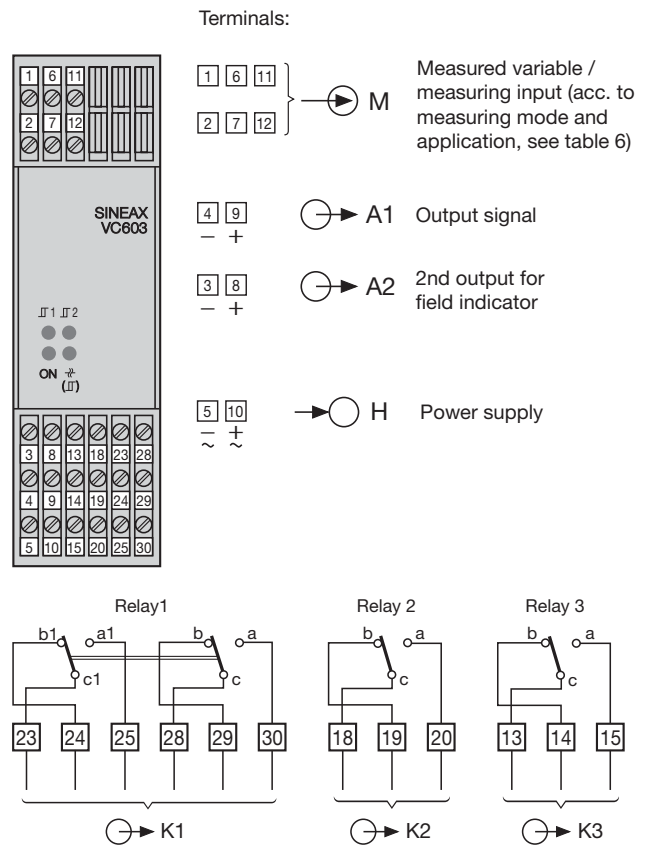 Terminals:
1 6 11
2 7 12
SINEAX
VC603
1 2
ON
( )
3 8 13 18 23 28
4 9 14 19 24 29
5 10 15 20 25 30
1 6 11
2 7 12
M
Measured variable /
measuring input (acc. to
measuring mode and
application, see table 6)
4 9
– +
A1 Output signal
3 8
– +
A2 2nd output for
field indicator
5 10
– +
~ ~
H Power supply
Relay1
b1 a1 b a
c1 c
23 24 25 28 29 30
K1
Relay 2
b a
c
18 19 20
K2
Relay 3
b a
c
13 14 15
K3